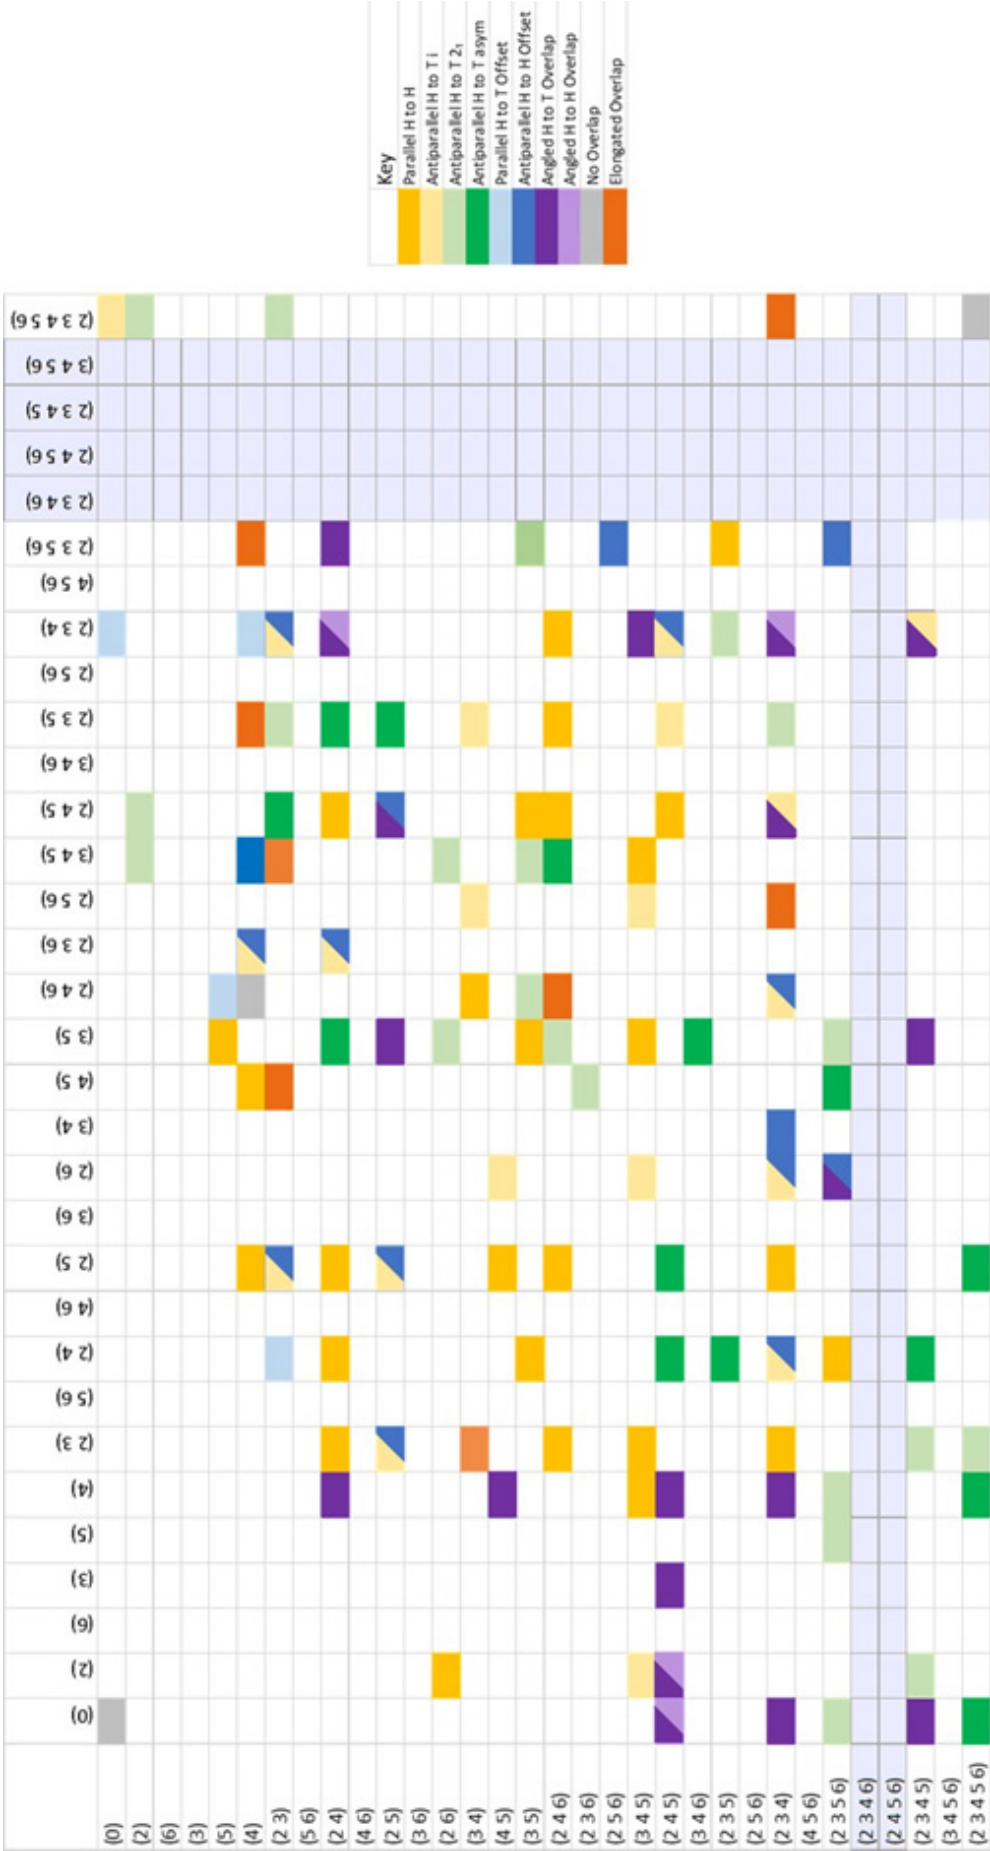 Key
Parallel H to H
Antiparallel H to T i
Antiparallel H to T 2₁
Antiparallel H to T asym
Parallel H to T Offset
Antiparallel H to H Offset
Angled H to T Overlap
Angled H to H Overlap
No Overlap
Elongated Overlap
(2 3 4 5 6)
(3 4 5 6)
(2 3 4 5)
(2 4 5 6)
(2 3 4 6)
(2 3 5 6)
(4 5 6)
(2 3 4)
(2 5 6)
(2 3 5)
(3 4 6)
(2 4 5)
(3 4 5)
(2 5 6)
(2 3 6)
(2 4 6)
(3 5)
(4 5)
(3 4)
(2 6)
(3 6)
(2 5)
(4 6)
(2 4)
(5 6)
(2 3)
(4)
(5)
(3)
(6)
(2)
(0)
(0)
(2)
(6)
(3)
(5)
(4)
(2 3)
(5 6)
(2 4)
(4 6)
(2 5)
(3 6)
(2 6)
(3 4)
(4 5)
(3 5)
(2 4 6)
(2 3 6)
(2 5 6)
(3 4 5)
(2 4 5)
(3 4 6)
(2 3 5)
(2 5 6)
(2 3 4)
(4 5 6)
(2 3 5 6)
(2 3 4 6)
(2 4 5 6)
(2 3 4 5)
(3 4 5 6)
(2 3 4 5 6)